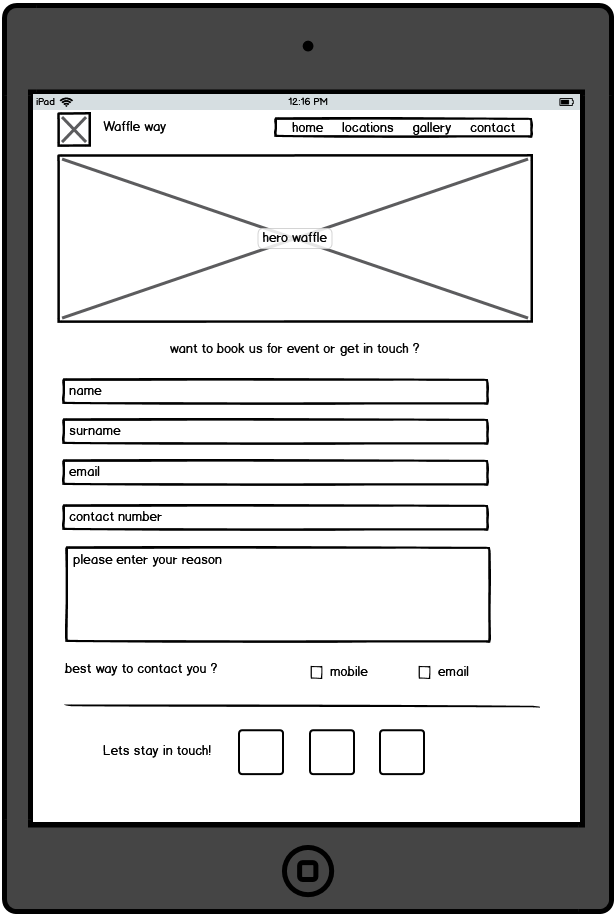 iPad 12:16 PM
Waffle way
home locations gallery contact
hero waffle
want to book us for event or get in touch ?
name
surname
email
contact number
please enter your reason
best way to contact you ? mobile email
Lets stay in touch!